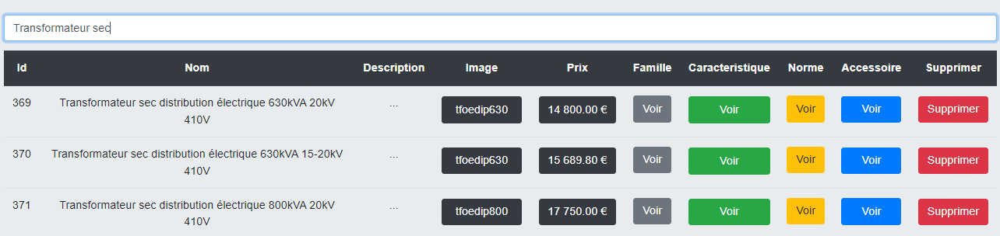 Transformateur sec
Id Nom Description Image Prix Famille Caracteristique Norme Accessoire Supprimer
369 Transformateur sec distribution électrique 630kVA 20kV 410V ... tfoedip630 14 800.00 € Voir Voir Voir Voir Supprimer
370 Transformateur sec distribution électrique 630kVA 15-20kV 410V ... tfoedip630 15 689.80 € Voir Voir Voir Voir Supprimer
371 Transformateur sec distribution électrique 800kVA 20kV 410V ... tfoedip800 17 750.00 € Voir Voir Voir Voir Supprimer